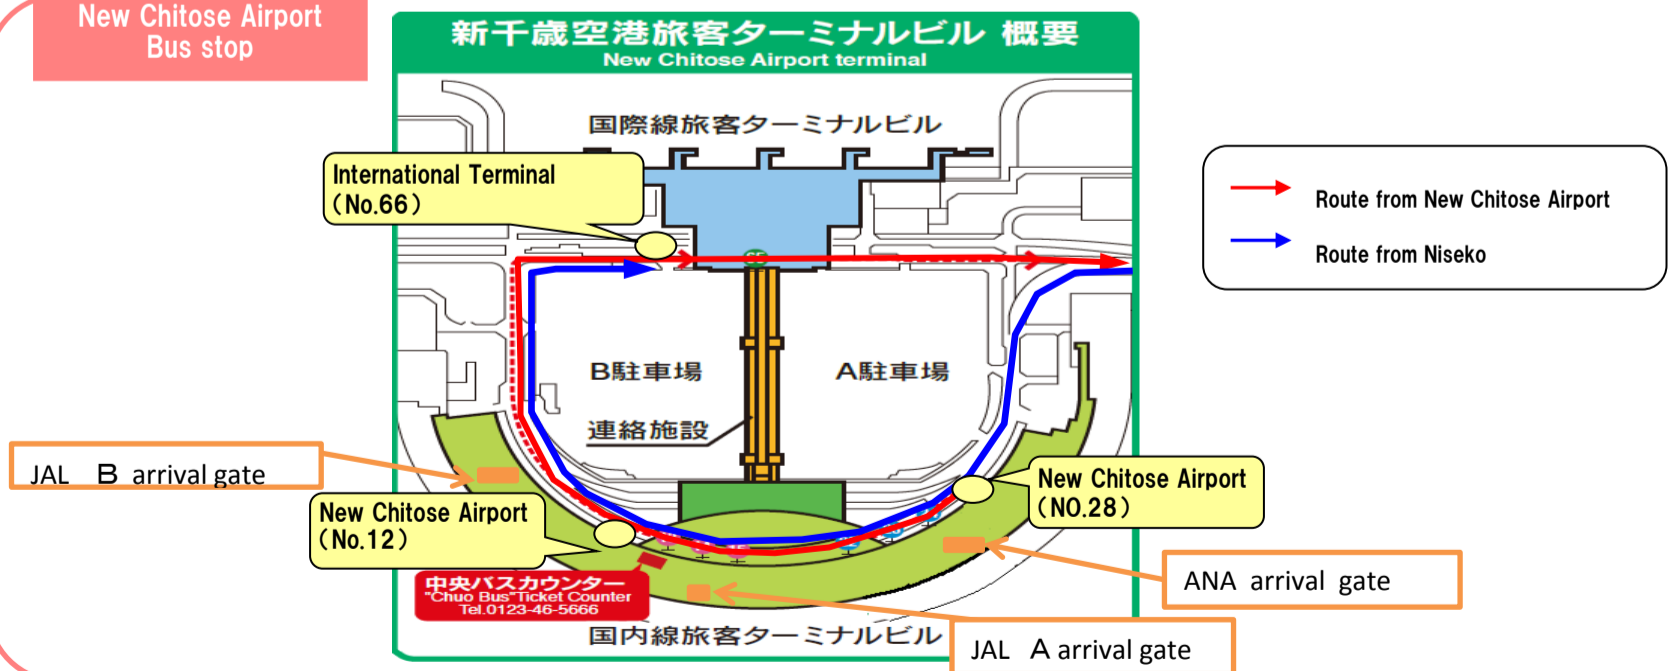 New Chitose Airport
Bus stop
新千歳空港旅客ターミナルビル 概要
New Chitose Airport terminal
国際線旅客ターミナルビル
International Terminal
（No.66）
Route from New Chitose Airport
Route from Niseko
B駐車場
A駐車場
連絡施設
JAL B arrival gate
New Chitose Airport
（No.12）
New Chitose Airport
（NO.28）
中央バスカウンター
"Chuo Bus"Ticket Counter
Tel.0123-46-5666
ANA arrival gate
国内線旅客ターミナルビル
JAL A arrival gate